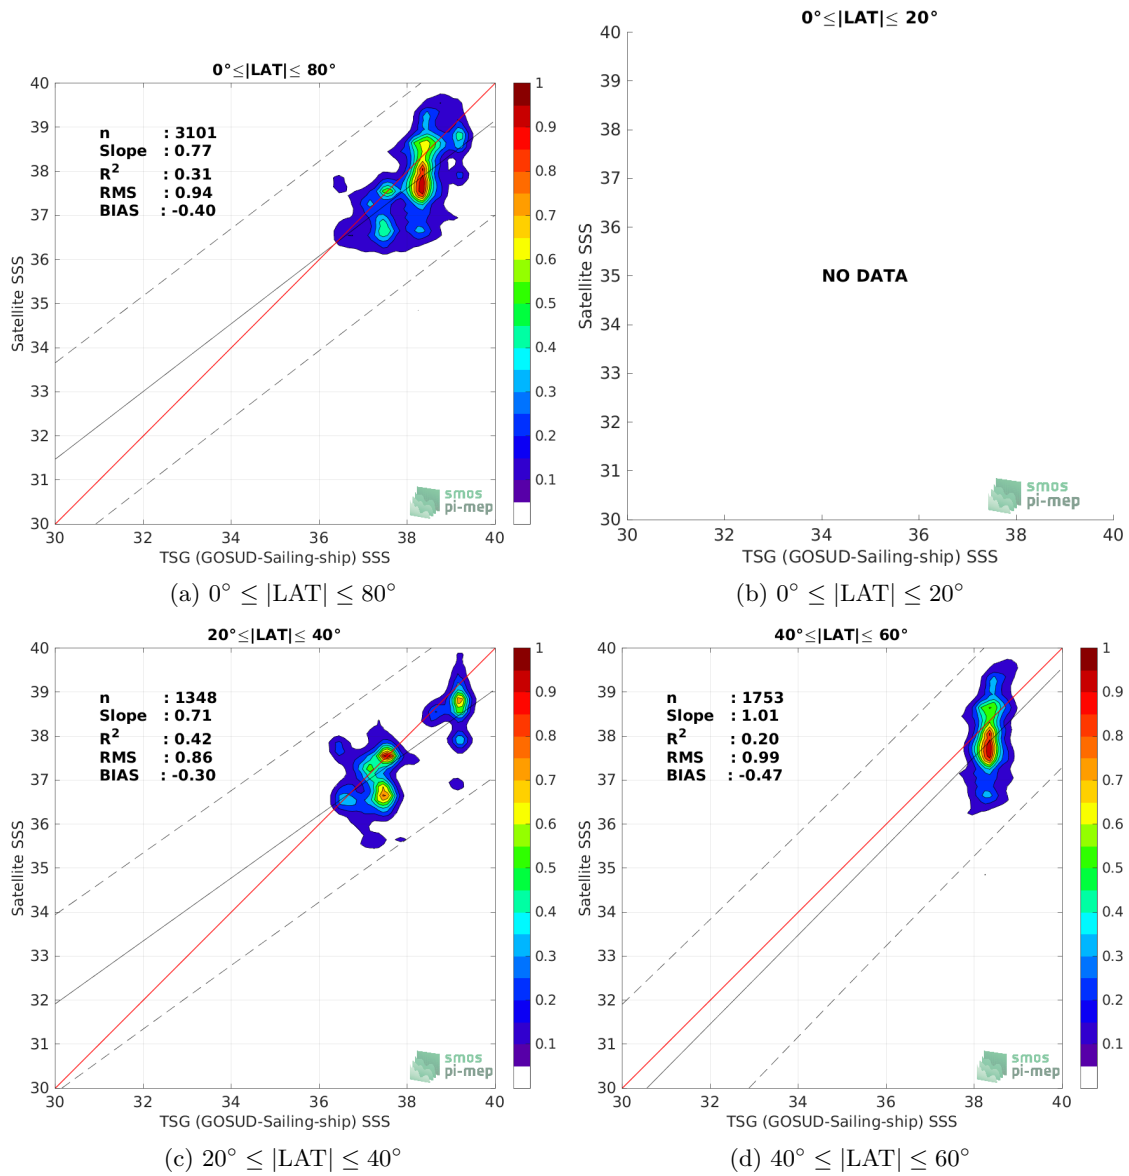 0°≤|LAT|≤ 80°
n : 3101
Slope : 0.77
R² : 0.31
RMS : 0.94
BIAS : -0.40
40
39
38
37
36
35
34
33
32
31
30
Satellite SSS
30 32 34 36 38 40
TSG (GOSUD-Sailing-ship) SSS
1
0.9
0.8
0.7
0.6
0.5
0.4
0.3
0.2
0.1
smos
pi-mep
(a) 0° ≤ |LAT| ≤ 80°
0°≤|LAT|≤ 20°
40
39
38
37
36
35
34
33
32
31
30
Satellite SSS
NO DATA
smos
pi-mep
30 32 34 36 38 40
TSG (GOSUD-Sailing-ship) SSS
(b) 0° ≤ |LAT| ≤ 20°
20°≤|LAT|≤ 40°
n : 1348
Slope : 0.71
R² : 0.42
RMS : 0.86
BIAS : -0.30
40
39
38
37
36
35
34
33
32
31
30
Satellite SSS
30 32 34 36 38 40
TSG (GOSUD-Sailing-ship) SSS
1
0.9
0.8
0.7
0.6
0.5
0.4
0.3
0.2
0.1
smos
pi-mep
(c) 20° ≤ |LAT| ≤ 40°
40°≤|LAT|≤ 60°
n : 1753
Slope : 1.01
R² : 0.20
RMS : 0.99
BIAS : -0.47
40
39
38
37
36
35
34
33
32
31
30
Satellite SSS
30 32 34 36 38 40
TSG (GOSUD-Sailing-ship) SSS
1
0.9
0.8
0.7
0.6
0.5
0.4
0.3
0.2
0.1
smos
pi-mep
(d) 40° ≤ |LAT| ≤ 60°